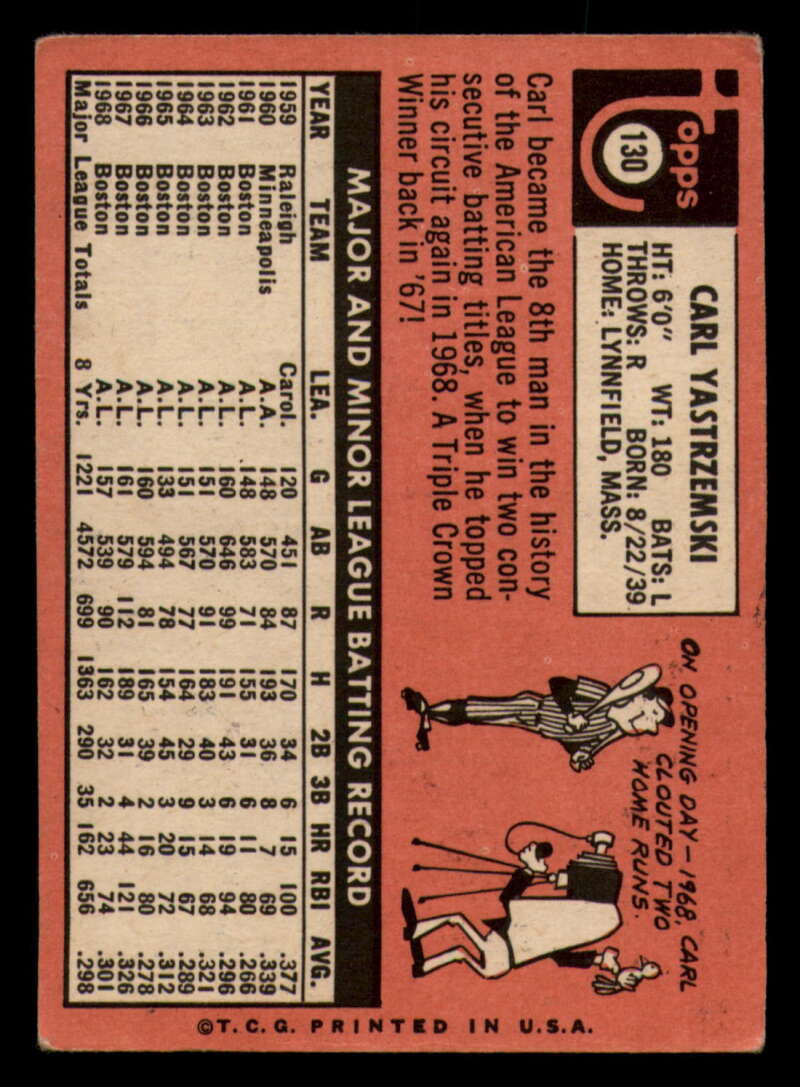 Topps
130
CARL YASTRZEMSKI
HT: 6'0" WT: 180 BATS: L
THROWS: R BORN: 8/22/39
HOME: LYNNFIELD, MASS.
Carl became the 8th man in the history
of the American League to win two con-
secutive batting titles, when he topped
his circuit again in 1968. A Triple Crown
Winner back in '67!
ON OPENING DAY—1968, CARL
CLOUTED TWO
HOME RUNS.
MAJOR AND MINOR LEAGUE BATTING RECORD
YEAR TEAM LEA. G AB R H 2B 3B HR RBI AVG.
1959 Raleigh Carol. 120 451 87 170 34 6 15 100 .377
1960 Minneapolis A.A. 148 570 84 193 36 8 7 69 .339
1961 Boston A.L. 148 583 71 155 31 6 11 80 .266
1962 Boston A.L. 160 646 99 191 43 6 19 94 .296
1963 Boston A.L. 151 570 91 183 40 3 14 68 .321
1964 Boston A.L. 151 567 77 164 29 9 15 67 .289
1965 Boston A.L. 133 494 78 154 45 3 20 72 .312
1966 Boston A.L. 160 594 81 165 39 2 16 80 .278
1967 Boston A.L. 161 579 112 189 31 4 44 121 .326
1968 Boston A.L. 157 539 90 162 32 2 23 74 .301
Major League Totals 8 Yrs. 1221 4572 699 1363 290 35 162 656 .298
©T.C.G. PRINTED IN U.S.A.